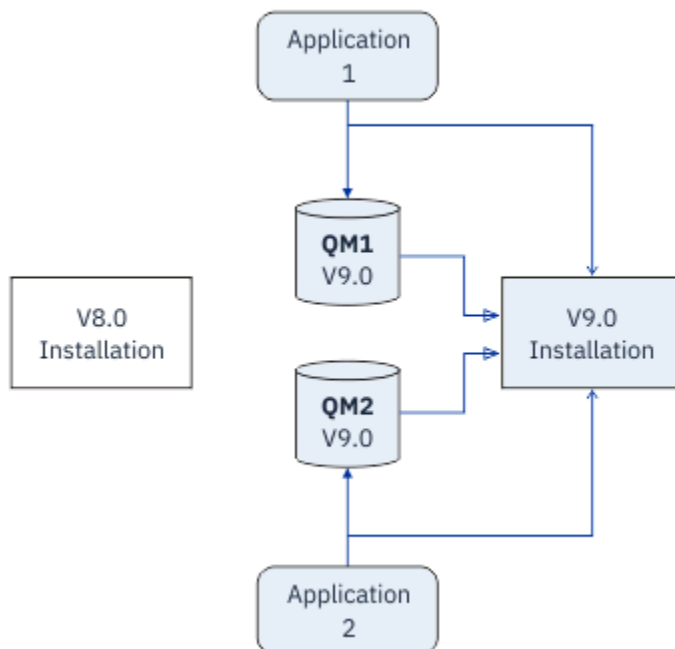 Application
1
QM1
V9.0
V8.0
Installation
V9.0
Installation
QM2
V9.0
Application
2